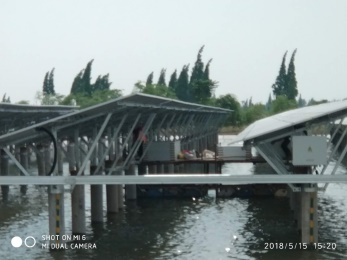 SHOT ON MI 6
MI DUAL CAMERA
2018/5/15 15:20